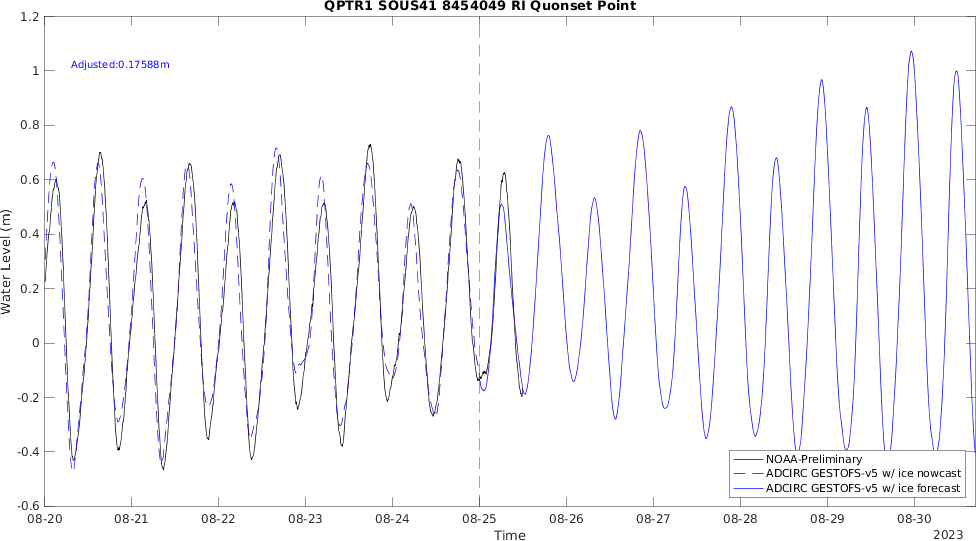 QPTR1 SOUS41 8454049 RI Quonset Point
1.2
1
0.8
0.6
0.4
0.2
0
-0.2
-0.4
-0.6
Water Level (m)
Adjusted:0.17588m
NOAA-Preliminary
ADCIRC GESTOFS-v5 w/ ice nowcast
ADCIRC GESTOFS-v5 w/ ice forecast
08-20 08-21 08-22 08-23 08-24 08-25 08-26 08-27 08-28 08-29 08-30
Time
2023